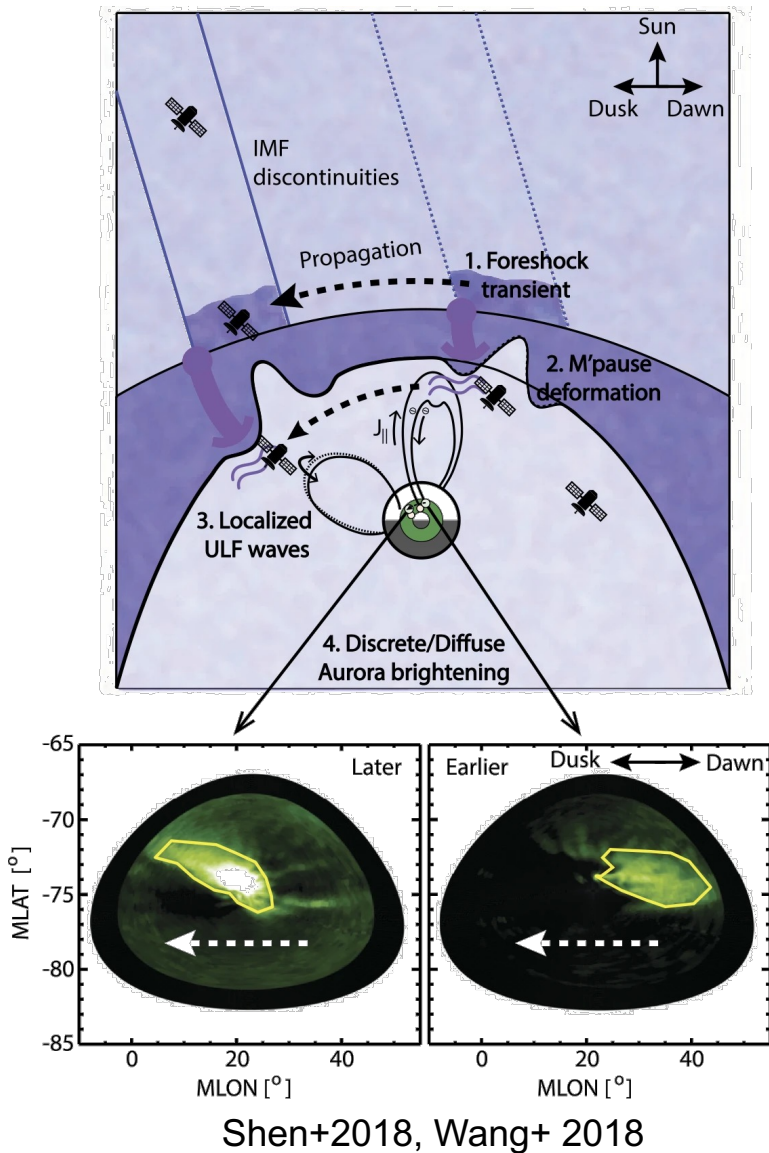 Sun
Dusk Dawn
IMF
discontinuities
Propagation
1. Foreshock
transient
2. M'pause
deformation
J||
⊖ ⊖
3. Localized
ULF waves
4. Discrete/Diffuse
Aurora brightening
-65
-70
-75
-80
-85
MLAT [°]
Later
Earlier
Dusk Dawn
0 20 40
0 20 40
MLON [°]
MLON [°]
Shen+2018, Wang+ 2018